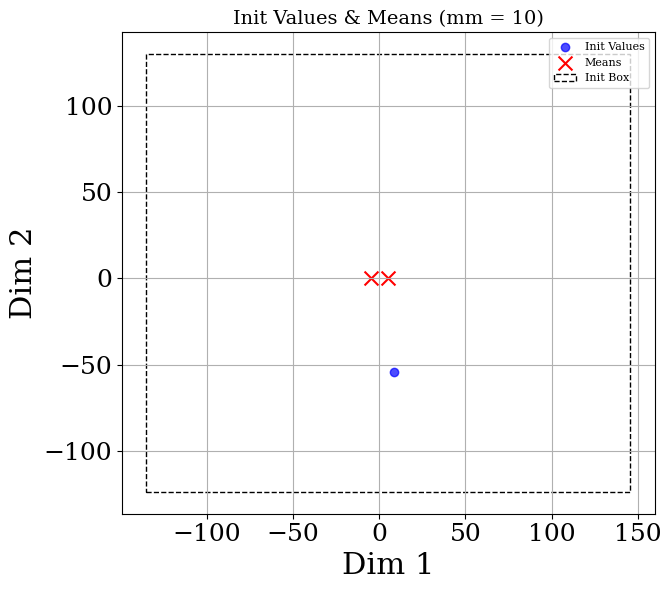 Init Values & Means (mm = 10)
Init Values
Means
Init Box
100
50
0
−50
−100
Dim 2
−100
−50
0
50
100
150
Dim 1